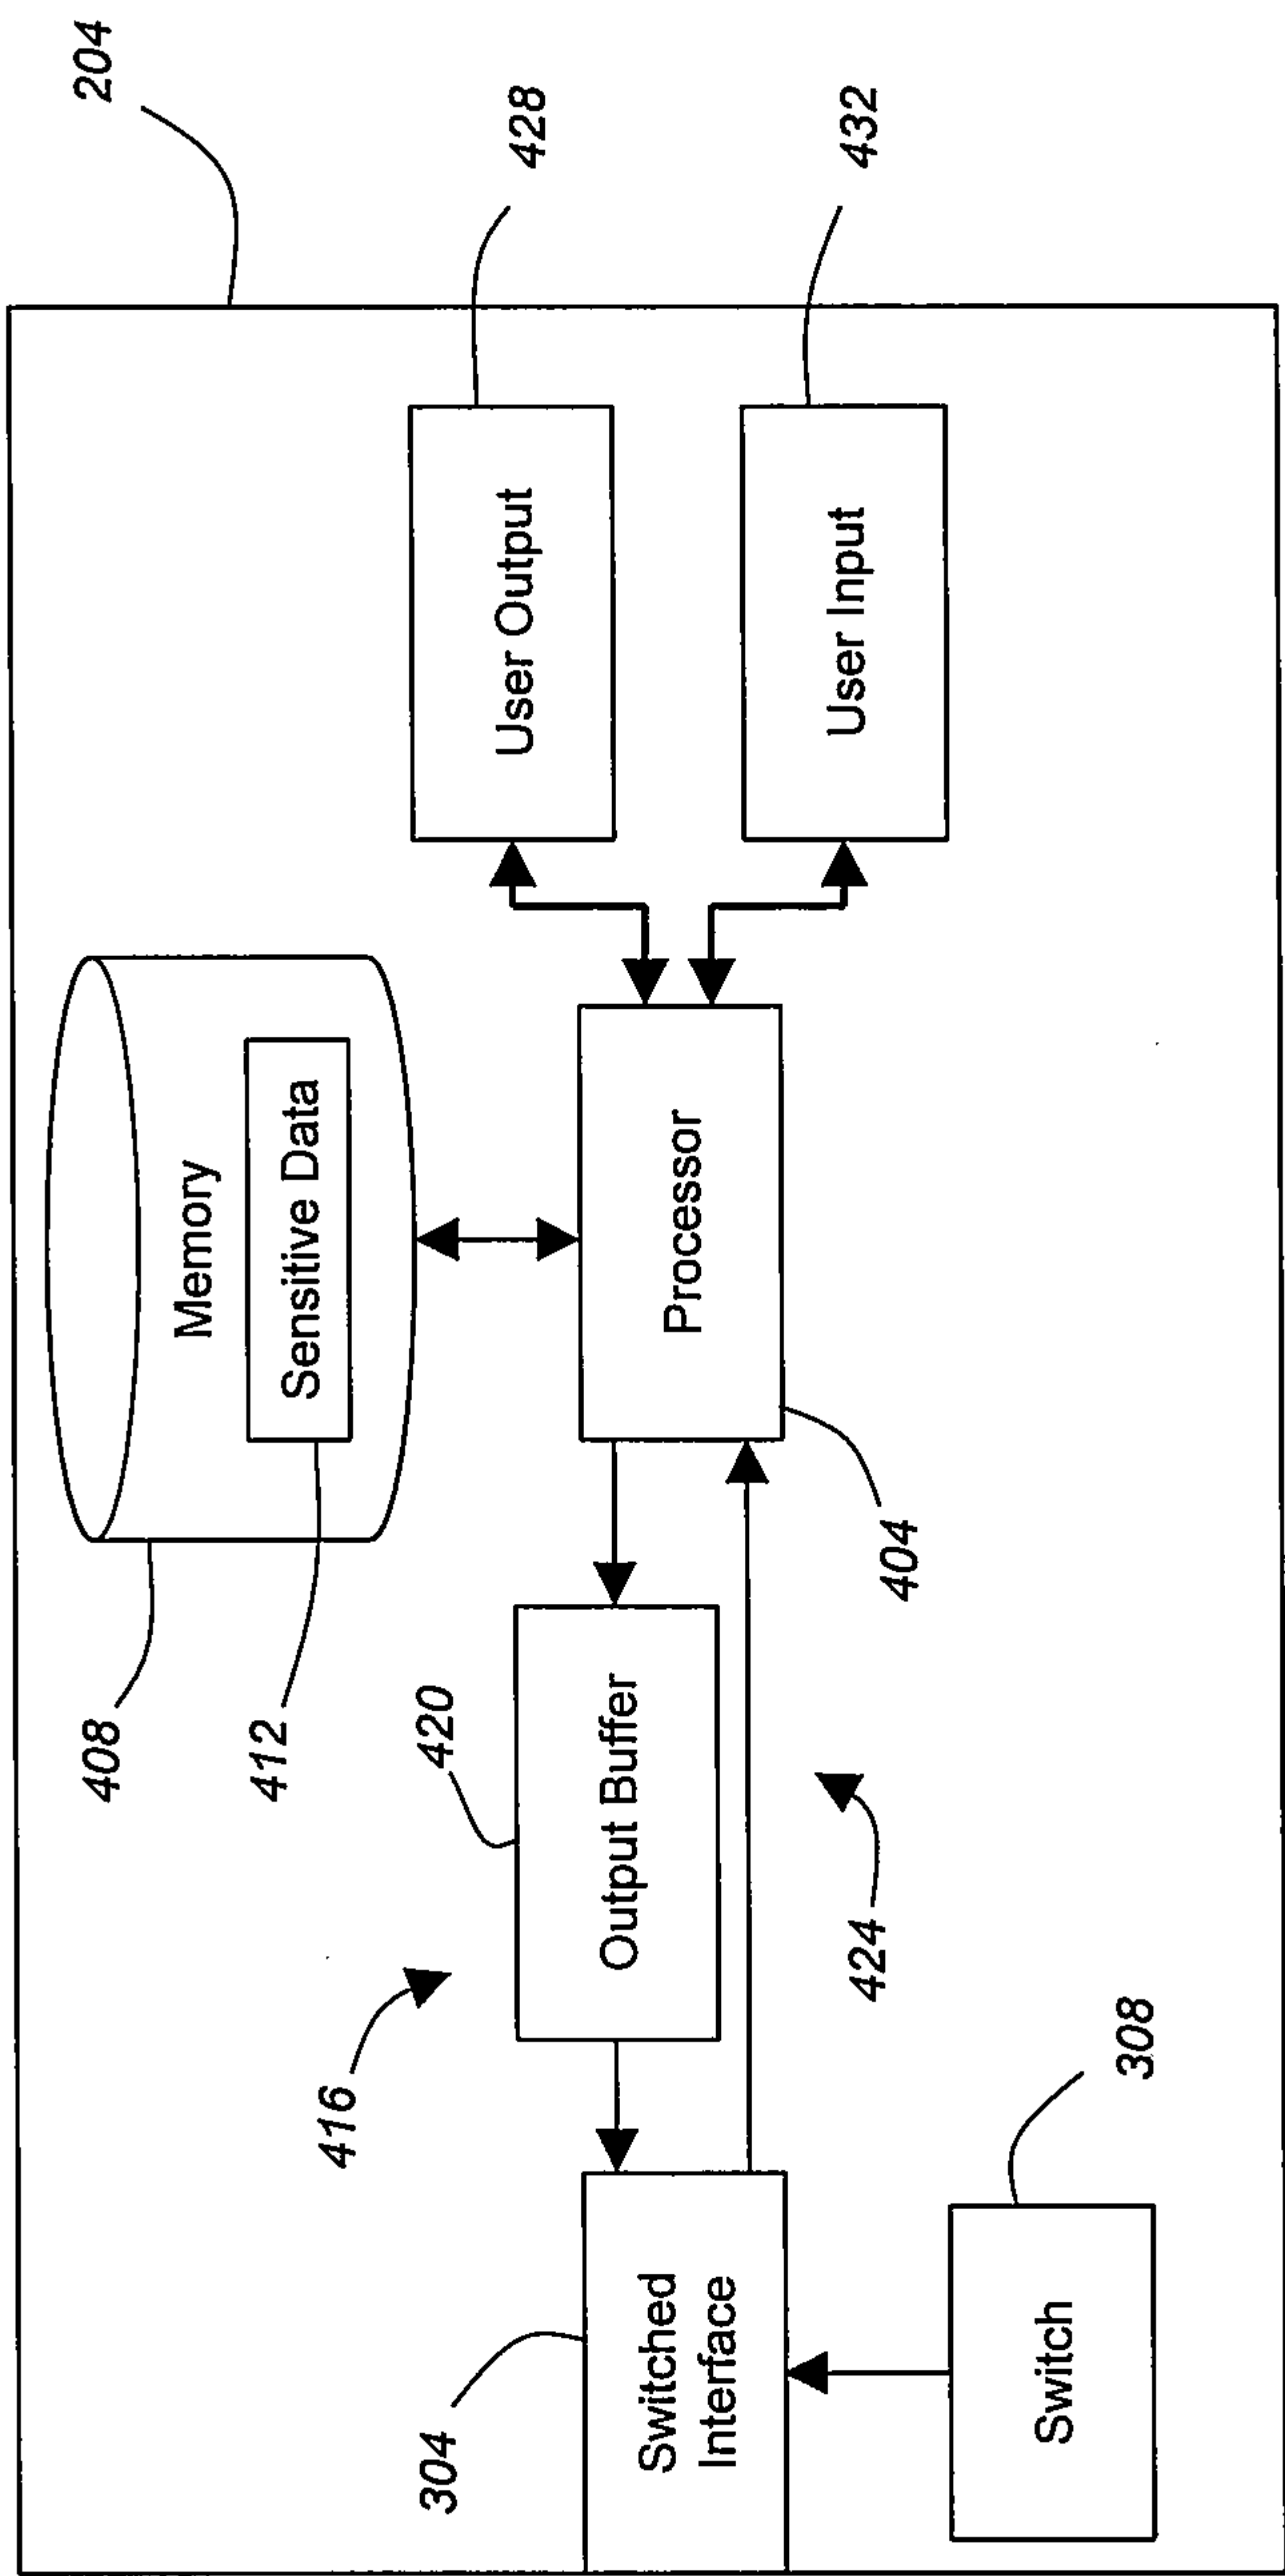 204
408
Memory
412
Sensitive Data
416
420
428
User Output
304
Switched
Interface
Output Buffer
Processor
432
User Input
424
404
308
Switch